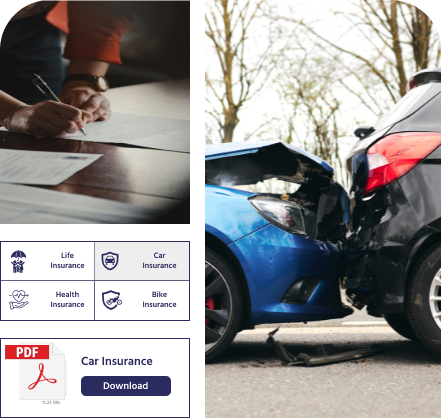 Life
Insurance
Car
Insurance
Health
Insurance
Bike
Insurance
PDF
Car Insurance
Download